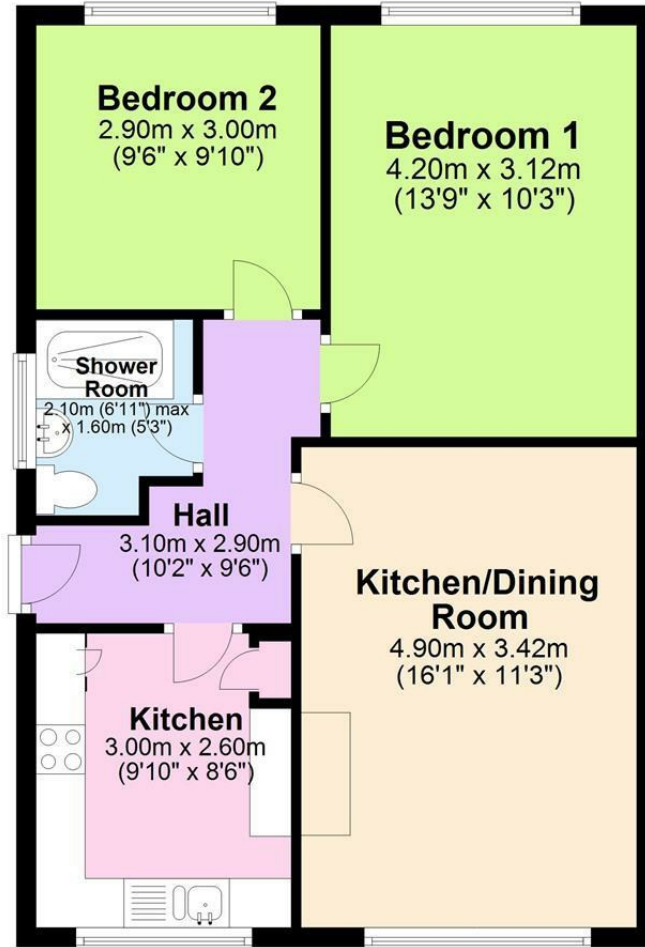 Bedroom 2
2.90m x 3.00m
(9'6" x 9'10")
Bedroom 1
4.20m x 3.12m
(13'9" x 10'3")
Shower
Room
2.10m (6'11") max
x 1.60m (5'3")
Hall
3.10m x 2.90m
(10'2" x 9'6")
Kitchen/Dining
Room
4.90m x 3.42m
(16'1" x 11'3")
Kitchen
3.00m x 2.60m
(9'10" x 8'6")